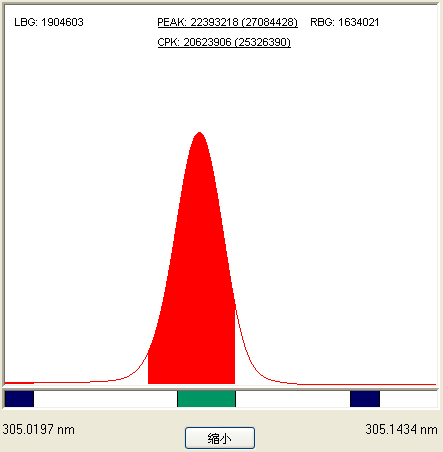 LBG: 1904603 PEAK: 22393218 (27084428) RBG: 1634021
CPK: 20623906 (25326390)
305.0197 nm 305.1434 nm
缩小